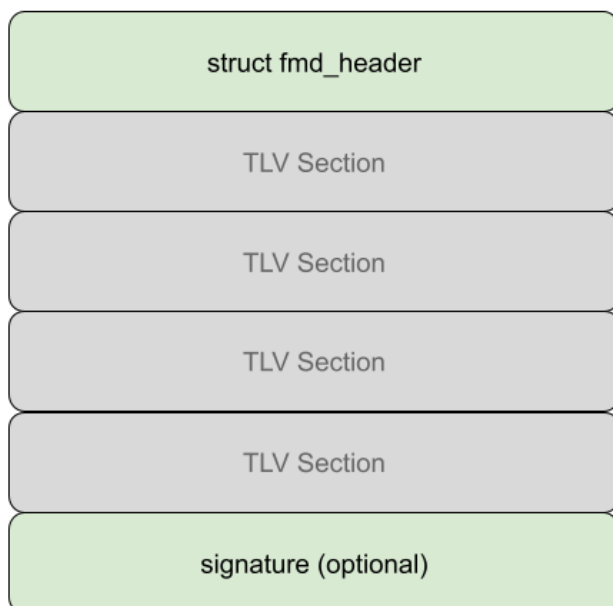 struct fmd_header
TLV Section
TLV Section
TLV Section
TLV Section
signature (optional)